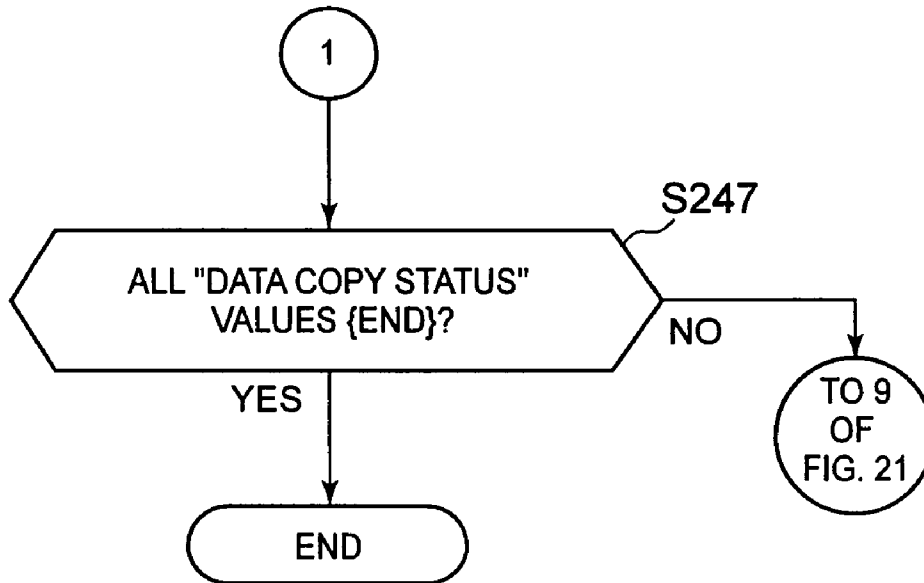 1
S247
ALL "DATA COPY STATUS"
VALUES {END}?
NO
YES
TO 9
OF
FIG. 21
END